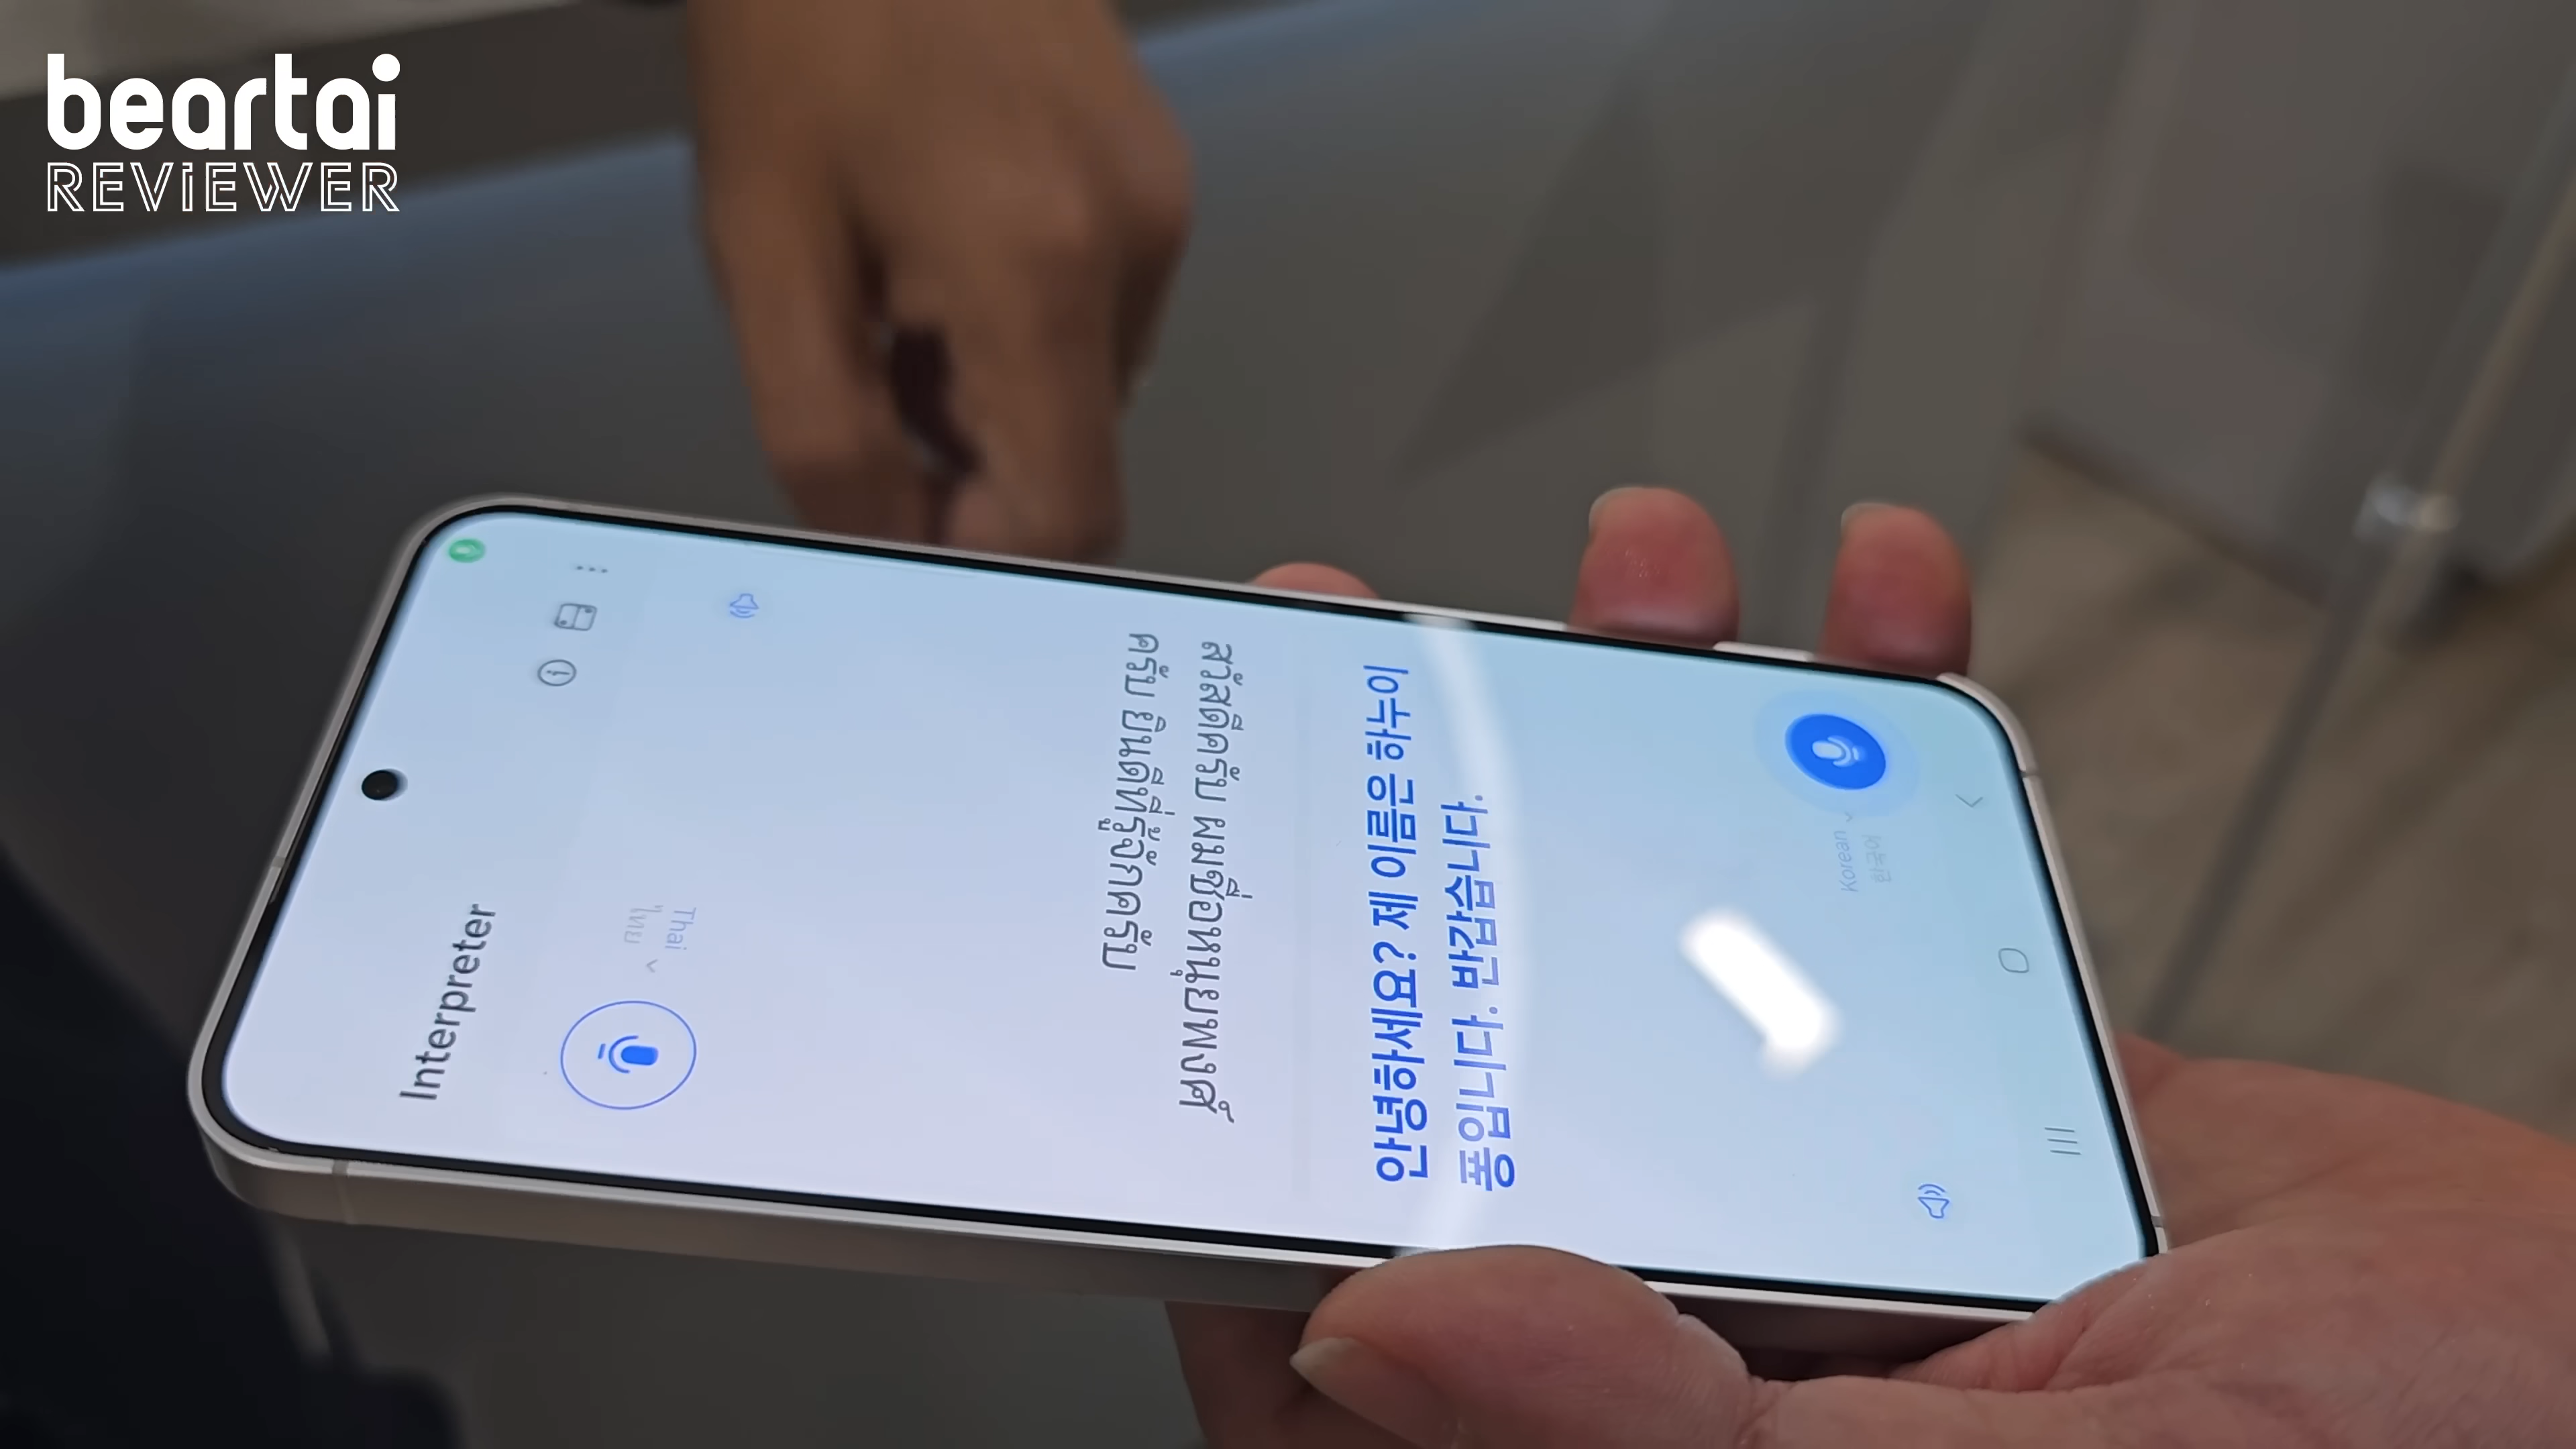 beartai
REViEWER
Interpreter
Thai
ไทย
สวัสดีครับ ผมชื่อหนุ่ยพงศ์
ครับ ยินดีที่รู้จักครับ
안녕하세요? 제 이름은 하누이
퐁입니다. 반갑습니다.
Korean
한국어